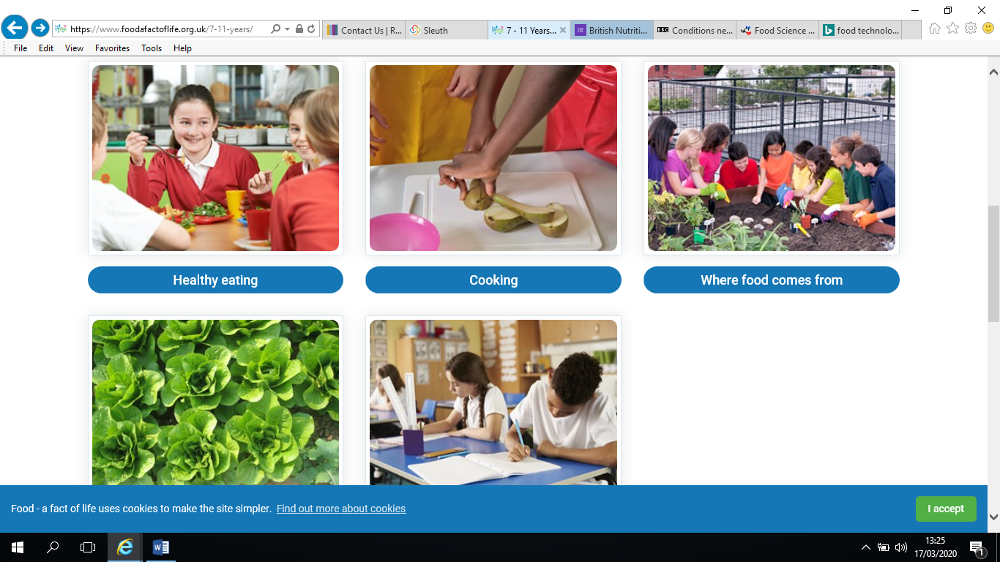 https://www.foodafactoflife.org.uk/7-11-years/
Contact Us | R...
Sleuth
7 - 11 Years...
British Nutriti...
BBC Conditions ne...
Food Science ...
food technolo...
File Edit View Favorites Tools Help
Healthy eating
Cooking
Where food comes from
Food - a fact of life uses cookies to make the site simpler. Find out more about cookies
I accept
13:25
17/03/2020
1